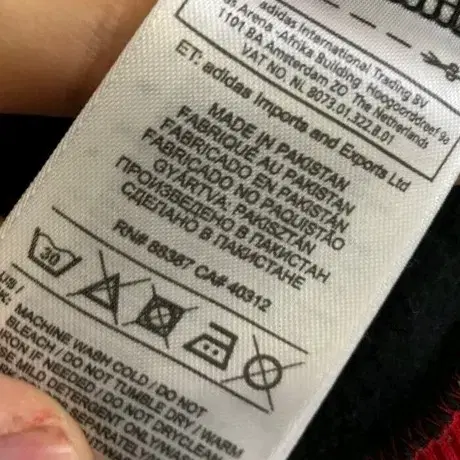 adidas International Trading BV
Arena -Afrika Building Hoogoorddreef 9a
1101 BA Amsterdam ZO The Netherlands
VAT NO. NL 8073.01.322.B.01
ET: adidas Imports and Exports Ltd
MADE IN PAKISTAN
FABRIQUÉ AU PAKISTAN
FABRICADO EN PAKISTÁN
FABRICADO NO PAQUISTÃO
GYÁRTVA: PAKISZTÁN
ПРОИЗВЕДЕНО В ПАКИСТАН
СДЕЛАНО В ПАКИСТАНЕ
RN# 88387 CA# 40312
30
US /
MACHINE WASH COLD / DO NOT
BLEACH / DO NOT TUMBLE DRY / WARM
IRON IF NEEDED / DO NOT DRYCLEAN
USE MILD DETERGENT ONLY/WASH
SEPARATELY/WARM